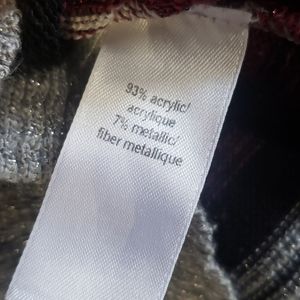 93% acrylic/
acrylique
7% metallic/
fiber metallique